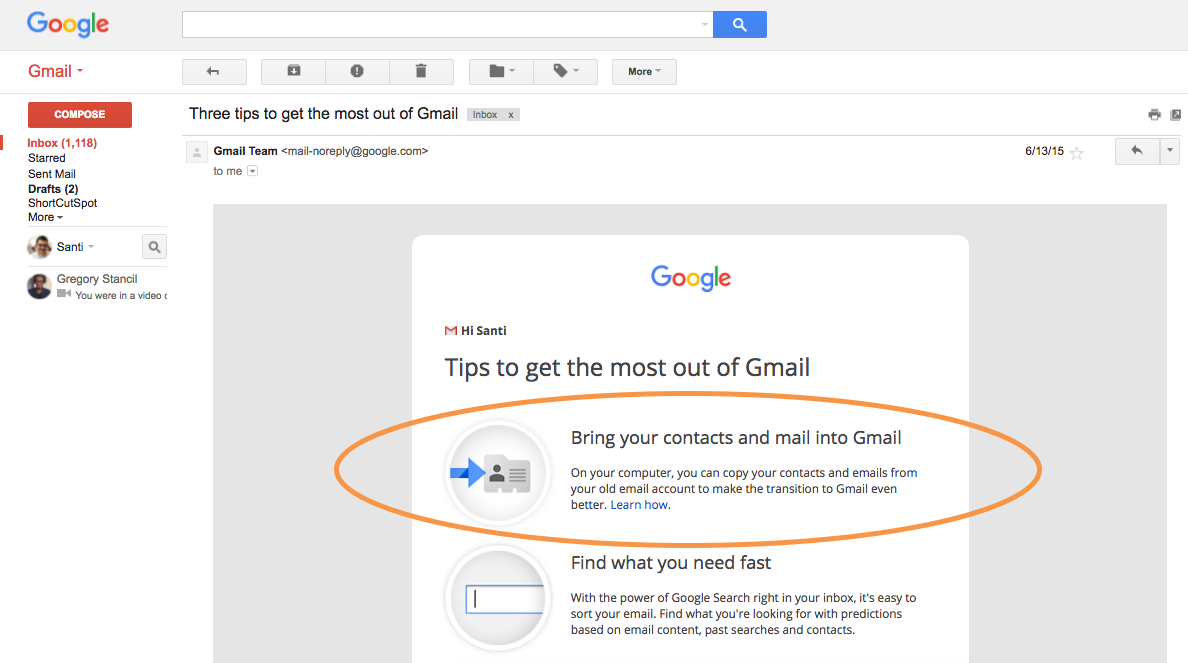 Google
Gmail
More
COMPOSE
Three tips to get the most out of Gmail Inbox x
Inbox (1,118)
Starred
Sent Mail
Drafts (2)
ShortCutSpot
More
Gmail Team <mail-noreply@google.com> 6/13/15
to me
Santi
Gregory Stancil
You were in a video c
Google
Hi Santi
Tips to get the most out of Gmail
Bring your contacts and mail into Gmail
On your computer, you can copy your contacts and emails from
your old email account to make the transition to Gmail even
better. Learn how.
Find what you need fast
With the power of Google Search right in your inbox, it's easy to
sort your email. Find what you're looking for with predictions
based on email content, past searches and contacts.